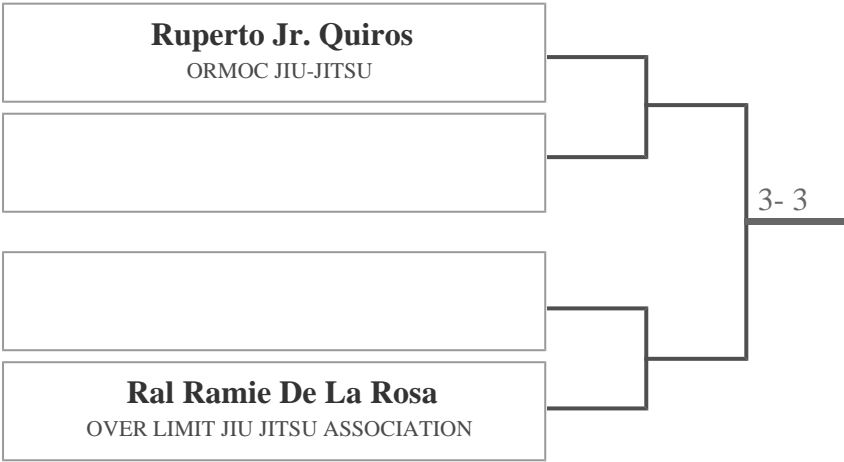 Ruperto Jr. Quiros
ORMOC JIU-JITSU
3- 3
Ral Ramie De La Rosa
OVER LIMIT JIU JITSU ASSOCIATION